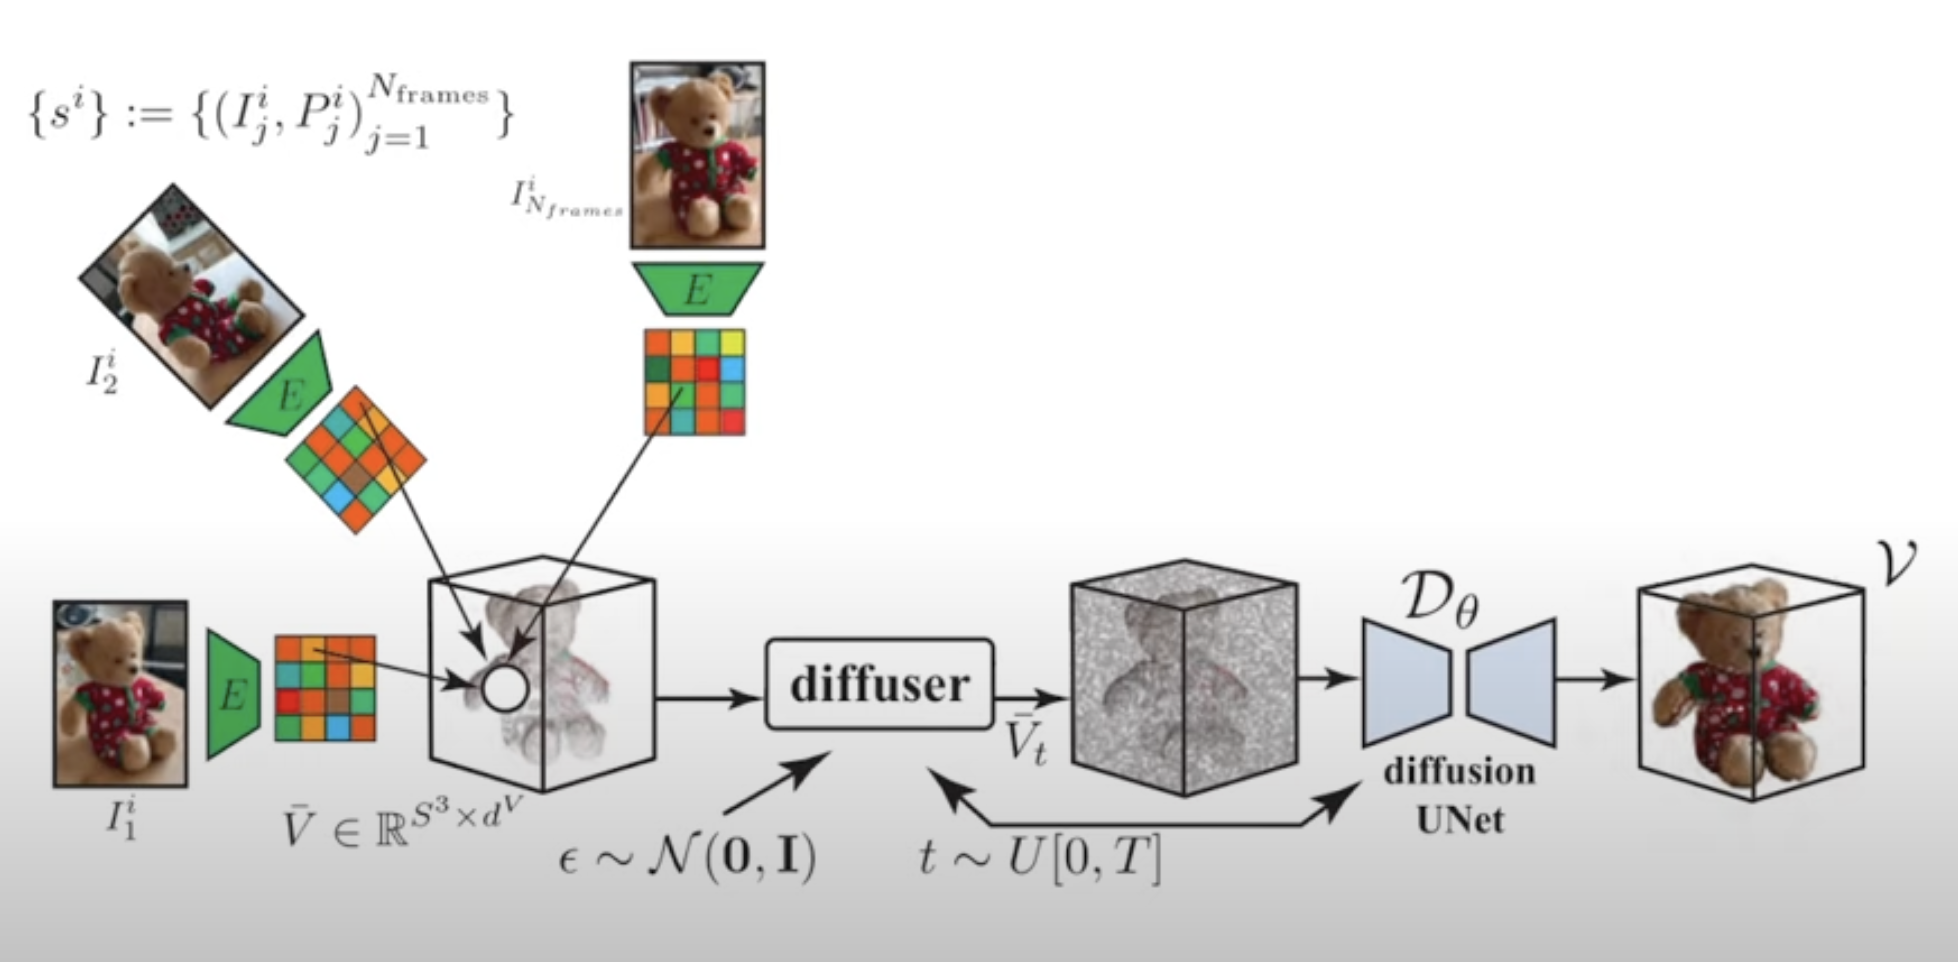 {s^i} := {(I_j^i, P_j^i)_{j=1}^{N_frames}}
I_{N_frames}^i
E
I_2^i
E
E
I_1^i
V̄ ∈ ℝ^{S^3×d^V}
diffuser
ϵ ∼ 𝒩(𝟎, 𝐈)
V̄_t
t ∼ U[0, T]
𝒟_θ
diffusion
UNet
𝒱